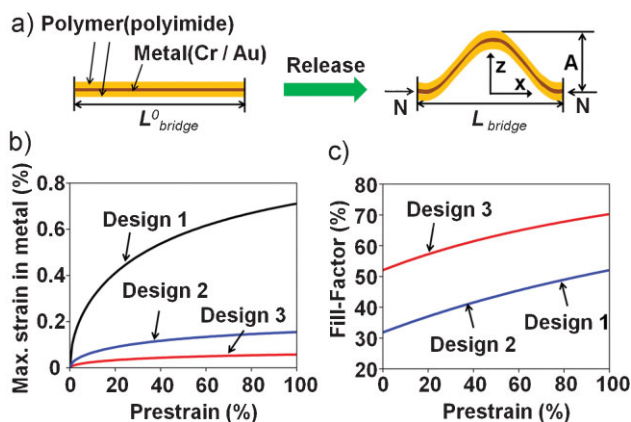 a) Polymer(polyimide)
Metal(Cr / Au)
Release
L⁰bridge
N
z
x
A
N
Lbridge
b)
Max. strain in metal (%)
0.8
0.6
0.4
0.2
0
Design 1
Design 2
Design 3
0 20 40 60 80 100
Prestrain (%)
c)
Fill-Factor (%)
80
70
60
50
40
30
20
Design 3
Design 1
Design 2
0 20 40 60 80 100
Prestrain (%)